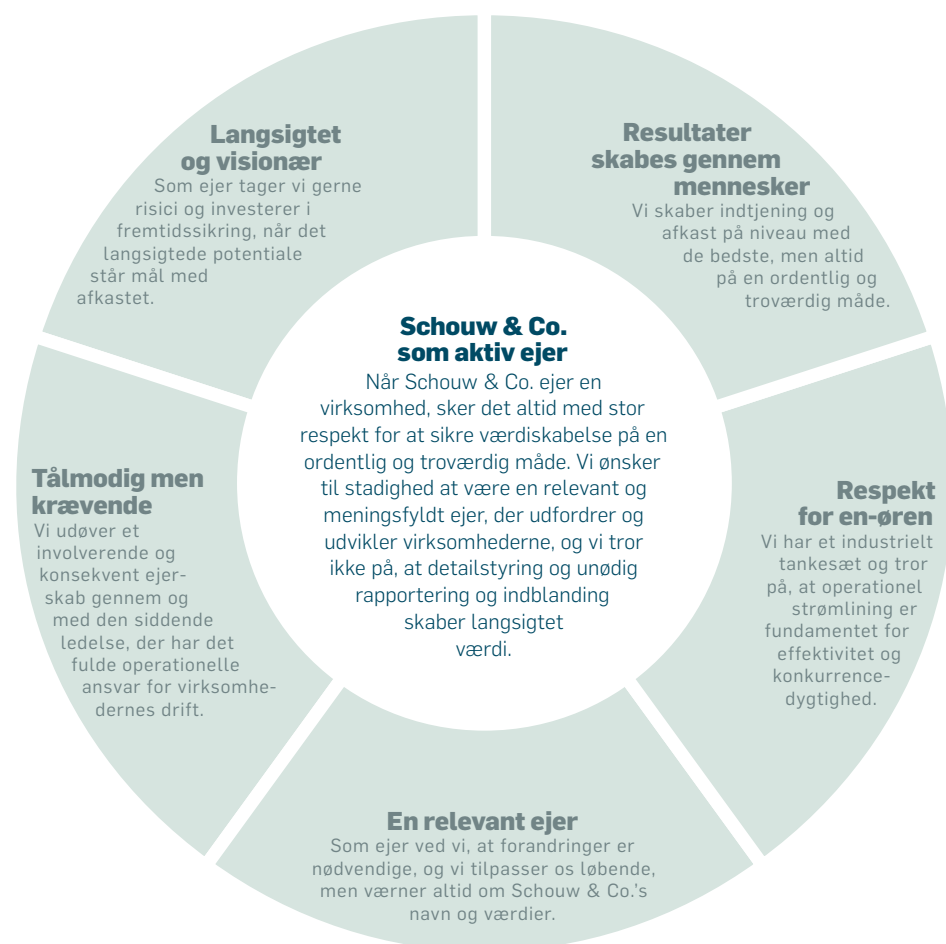 Langsigtet
og visionær
Som ejer tager vi gerne
risici og investerer i
fremtidssikring, når det
langsigtede potentiale
står mål med
afkastet.
Resultater
skabes gennem
mennesker
Vi skaber indtjening og
afkast på niveau med
de bedste, men altid
på en ordentlig og
troværdig måde.
Schouw & Co.
som aktiv ejer
Når Schouw & Co. ejer en
virksomhed, sker det altid med stor
respekt for at sikre værdiskabelse på en
ordentlig og troværdig måde. Vi ønsker
til stadighed at være en relevant og
meningsfyldt ejer, der udfordrer og
udvikler virksomhederne, og vi tror
ikke på, at detailstyring og unødig
rapportering og indblanding
skaber langsigtet
værdi.
Tålmodig men
krævende
Vi udøver et
involverende og
konsekvent ejer-
skab gennem og
med den siddende
ledelse, der har det
fulde operationelle
ansvar for virksomhe-
dernes drift.
Respekt
for en-øren
Vi har et industrielt
tankesæt og tror
på, at operationel
strømlining er
fundamentet for
effektivitet og
konkurrence-
dygtighed.
En relevant ejer
Som ejer ved vi, at forandringer er
nødvendige, og vi tilpasser os løbende,
men værner altid om Schouw & Co.'s
navn og værdier.